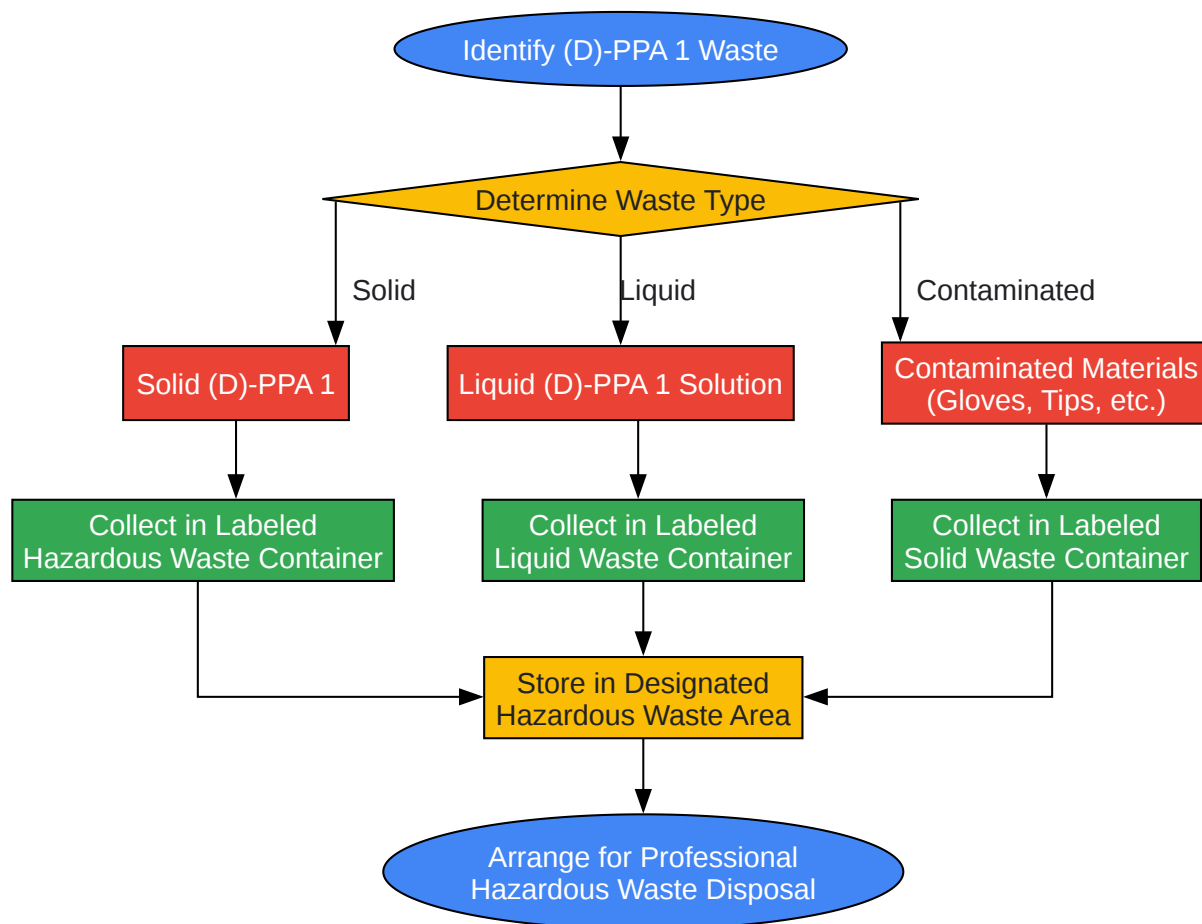 Identify (D)-PPA 1 Waste
Determine Waste Type
Solid
Liquid
Contaminated
Solid (D)-PPA 1
Liquid (D)-PPA 1 Solution
Contaminated Materials
(Gloves, Tips, etc.)
Collect in Labeled
Hazardous Waste Container
Collect in Labeled
Liquid Waste Container
Collect in Labeled
Solid Waste Container
Store in Designated
Hazardous Waste Area
Arrange for Professional
Hazardous Waste Disposal